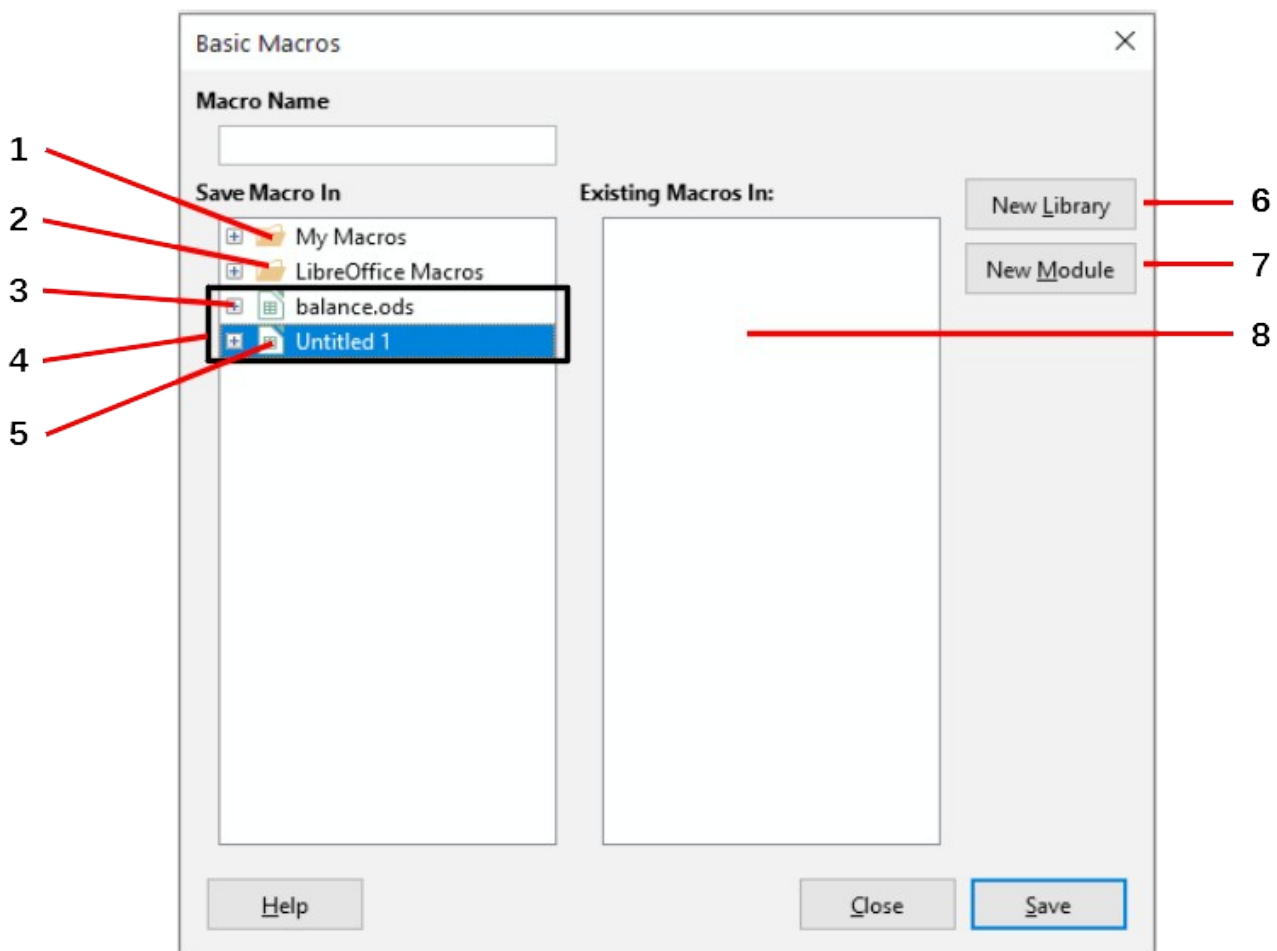 Basic Macros
Macro Name
1
Save Macro In Existing Macros In:
New Library 6
2
My Macros
LibreOffice Macros
New Module 7
3
balance.ods
4
Untitled 1
8
5
Help Close Save